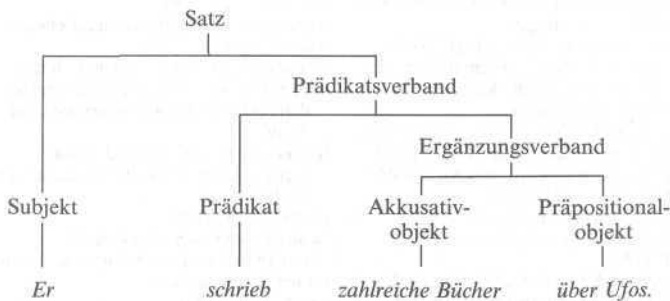 Satz
Prädikatsverband
Ergänzungsverband
Subjekt Prädikat Akkusativ- Präpositional-
objekt objekt
Er schrieb zahlreiche Bücher über Ufos.